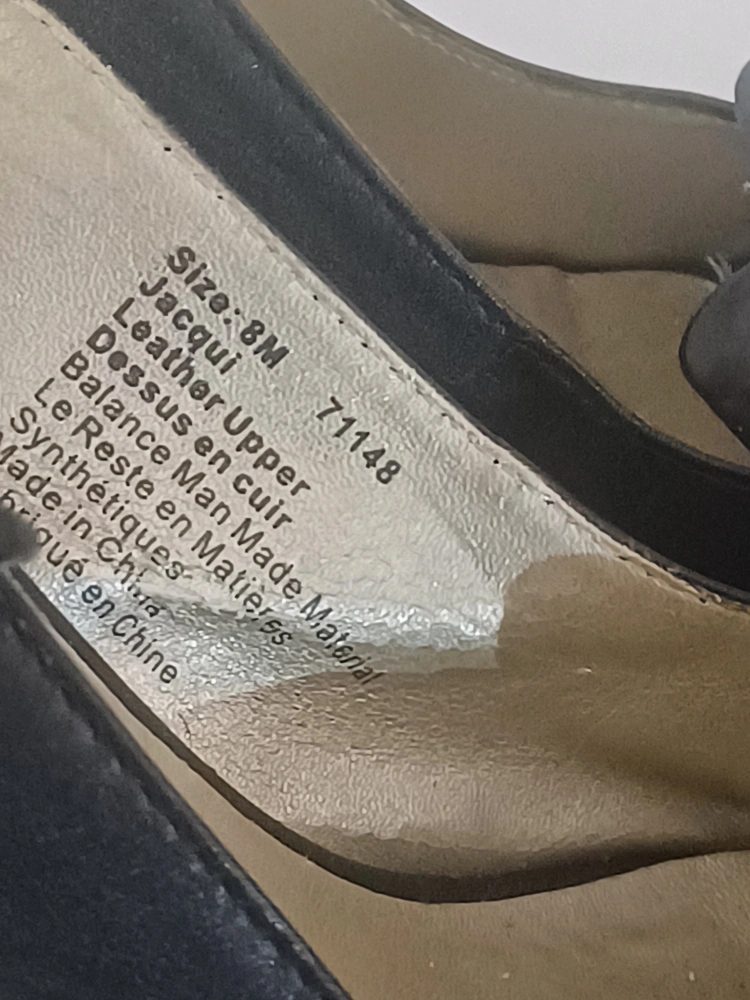 Size: 8M 71148
Jacqui
Leather Upper
Dessus en cuir
Balance Man Made Material
Le Reste en Matières
Synthétiques
Made in China
briqué en Chine